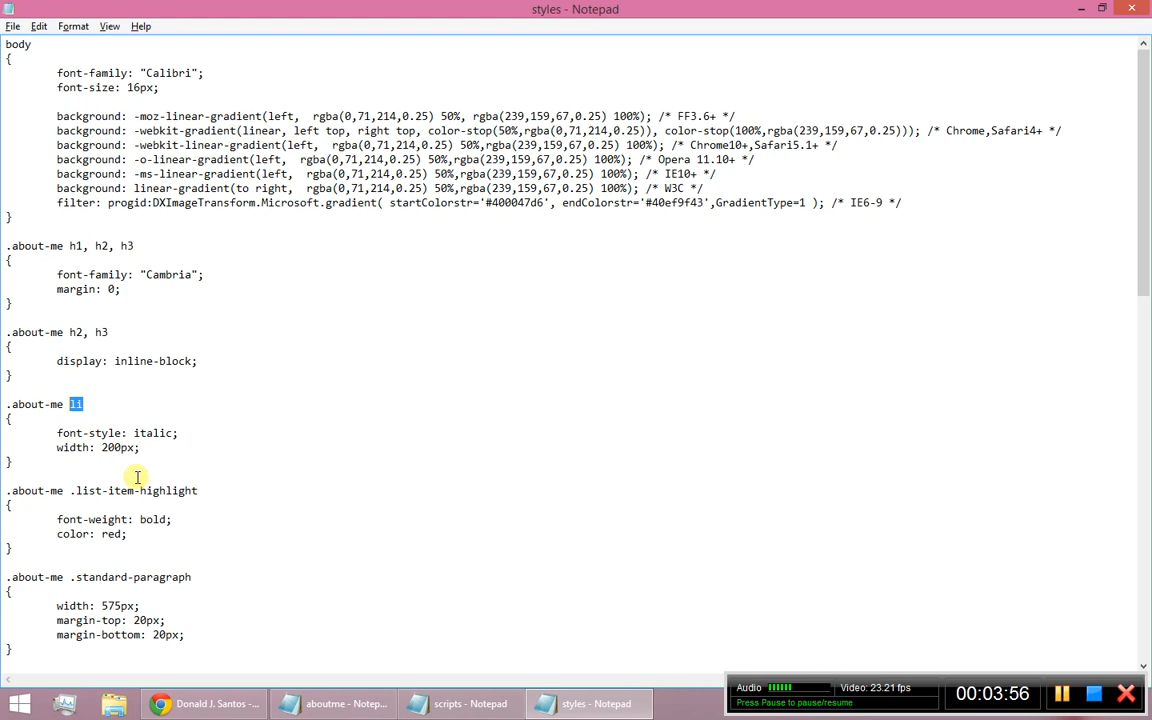 styles - Notepad
File Edit Format View Help
body
{
font-family: "Calibri";
font-size: 16px;
background: -moz-linear-gradient(left,  rgba(0,71,214,0.25) 50%, rgba(239,159,67,0.25) 100%); /* FF3.6+ */
background: -webkit-gradient(linear, left top, right top, color-stop(50%,rgba(0,71,214,0.25)), color-stop(100%,rgba(239,159,67,0.25))); /* Chrome,Safari4+ */
background: -webkit-linear-gradient(left,  rgba(0,71,214,0.25) 50%,rgba(239,159,67,0.25) 100%); /* Chrome10+,Safari5.1+ */
background: -o-linear-gradient(left,  rgba(0,71,214,0.25) 50%,rgba(239,159,67,0.25) 100%); /* Opera 11.10+ */
background: -ms-linear-gradient(left,  rgba(0,71,214,0.25) 50%,rgba(239,159,67,0.25) 100%); /* IE10+ */
background: linear-gradient(to right,  rgba(0,71,214,0.25) 50%,rgba(239,159,67,0.25) 100%); /* W3C */
filter: progid:DXImageTransform.Microsoft.gradient( startColorstr='#400047d6', endColorstr='#40ef9f43',GradientType=1 ); /* IE6-9 */
}
.about-me h1, h2, h3
{
font-family: "Cambria";
margin: 0;
}
.about-me h2, h3
{
display: inline-block;
}
.about-me li
{
font-style: italic;
width: 200px;
}
.about-me .list-item-highlight
{
font-weight: bold;
color: red;
}
.about-me .standard-paragraph
{
width: 575px;
margin-top: 20px;
margin-bottom: 20px;
}
Donald J. Santos -... aboutme - Notep... scripts - Notepad styles - Notepad
Audio Video: 23.21 fps
Press Pause to pause/resume
00:03:56